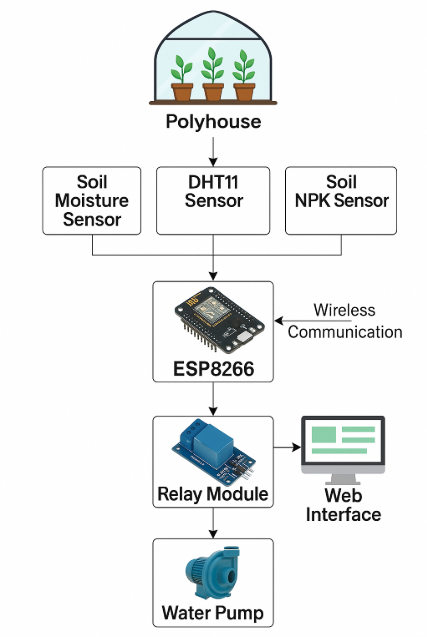 Polyhouse
Soil
Moisture
Sensor
DHT11
Sensor
Soil
NPK Sensor
Wireless
Communication
ESP8266
Relay Module
Web
Interface
Water Pump